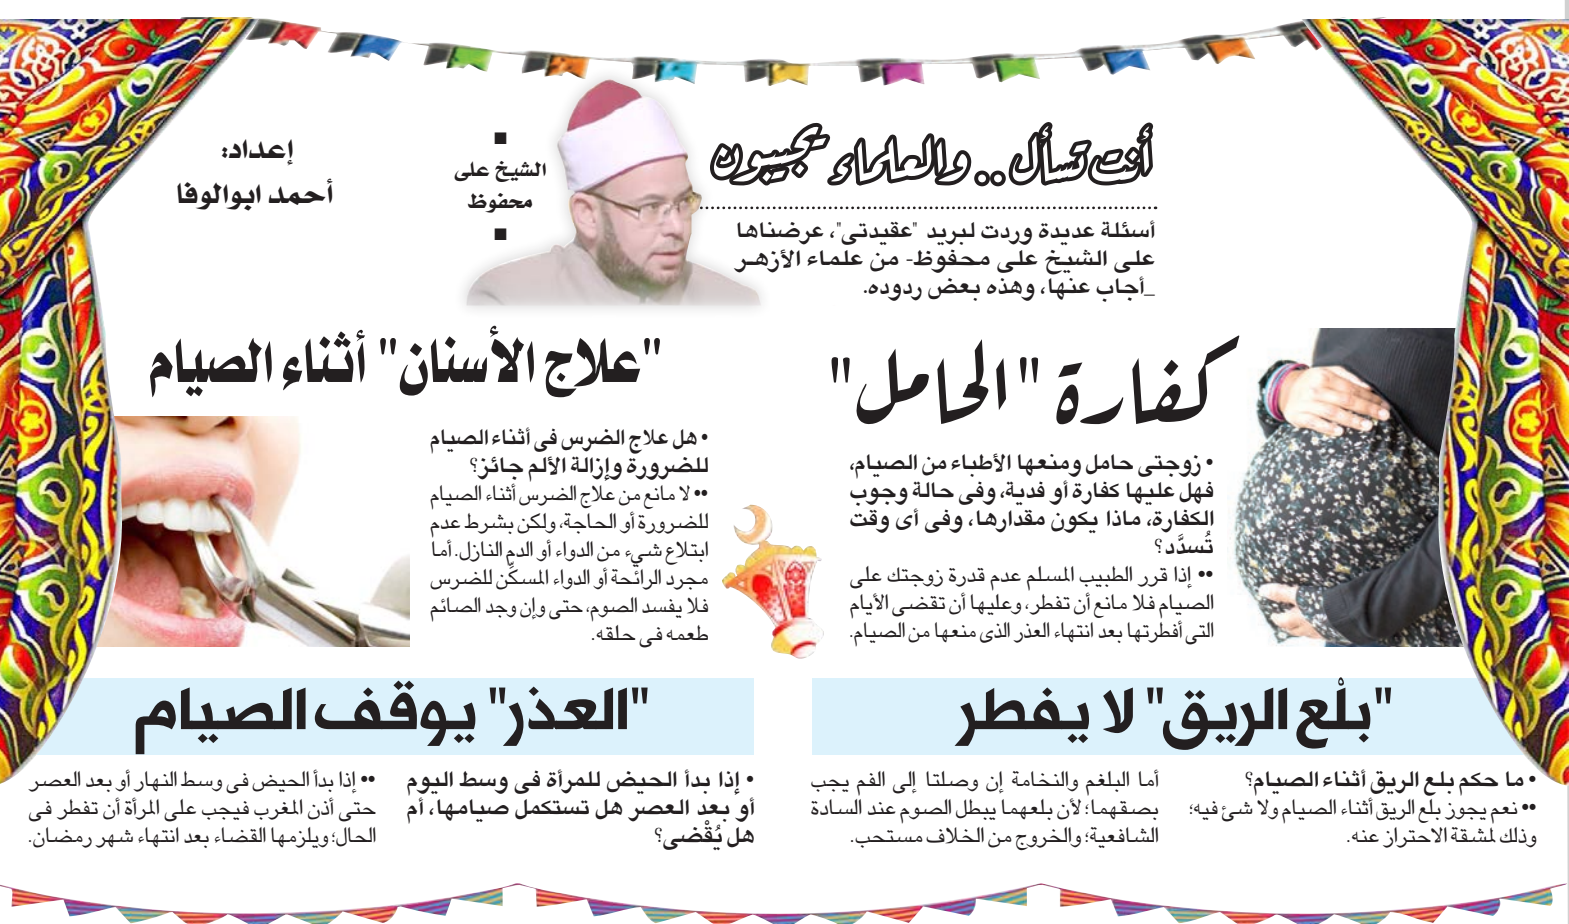 أنت تسأل.. والعلماء يجيبون
أسئلة عديدة وردت لبريد "عقيدتى"، عرضناها
على الشيخ على محفوظ- من علماء الأزهـر
_أجاب عنها، وهذه بعض ردوده.
الشيخ على
محفوظ
إعداد:
أحمد ابوالوفا
كفارة "الحامل"
• زوجتى حامل ومنعها الأطباء من الصيام،
فهل عليها كفارة أو فدية، وفى حالة وجوب
الكفارة، ماذا يكون مقدارها، وفى أى وقت
تُسدَّد؟
•• إذا قرر الطبيب المسلم عدم قدرة زوجتك على
الصيام فلا مانع أن تفطر، وعليها أن تقضى الأيام
التى أفطرتها بعد انتهاء العذر الذى منعها من الصيام.
"علاج الأسنان" أثناء الصيام
• هل علاج الضرس فى أثناء الصيام
للضرورة وإزالة الألم جائز؟
•• لا مانع من علاج الضرس أثناء الصيام
للضرورة أو الحاجة، ولكن بشرط عدم
ابتلاع شيء من الدواء أو الدم النازل. أما
مجرد الرائحة أو الدواء المسكِّن للضرس
فلا يفسد الصوم، حتى وإن وجد الصائم
طعمه فى حلقه.
"بلْع الريق" لا يفطر
• ما حكم بلع الريق أثناء الصيام؟
•• نعم يجوز بلع الريق أثناء الصيام ولا شئ فيه؛
وذلك لمشقة الاحتراز عنه.
أما البلغم والنخامة إن وصلتا إلى الفم يجب
بصقهما؛ لأن بلعهما يبطل الصوم عند السادة
الشافعية؛ والخروج من الخلاف مستحب.
"العذر" يوقف الصيام
• إذا بدأ الحيض للمرأة فى وسط اليوم
أو بعد العصر هل تستكمل صيامها، أم
هل يُقْضى؟
•• إذا بدأ الحيض فى وسط النهار أو بعد العصر
حتى أذن المغرب فيجب على المرأة أن تفطر فى
الحال؛ ويلزمها القضاء بعد انتهاء شهر رمضان.